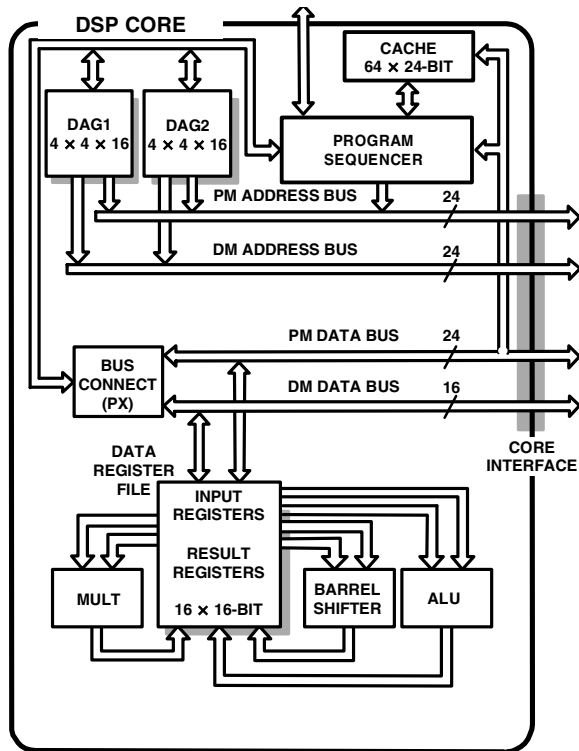 DSP CORE
CACHE
64 × 24-BIT
DAG1
4 × 4 × 16
DAG2
4 × 4 × 16
PROGRAM
SEQUENCER
PM ADDRESS BUS
24
DM ADDRESS BUS
24
PM DATA BUS
24
BUS
CONNECT
(PX)
DM DATA BUS
16
CORE
INTERFACE
DATA
REGISTER
FILE
INPUT
REGISTERS
RESULT
REGISTERS
16 × 16-BIT
MULT
BARREL
SHIFTER
ALU